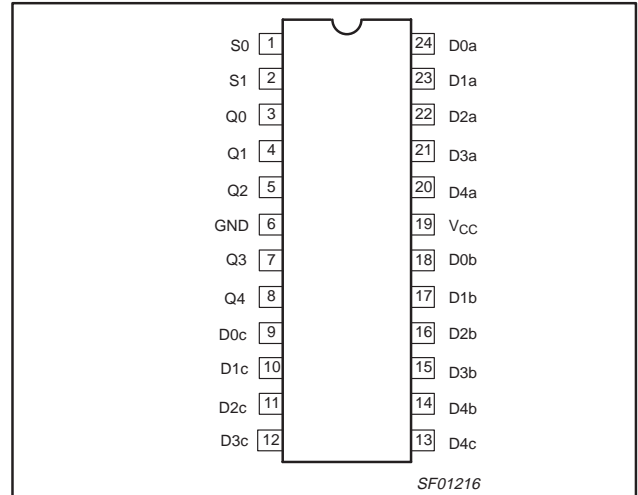 S0 1 24 D0a
S1 2 23 D1a
Q0 3 22 D2a
Q1 4 21 D3a
Q2 5 20 D4a
GND 6 19 VCC
Q3 7 18 D0b
Q4 8 17 D1b
D0c 9 16 D2b
D1c 10 15 D3b
D2c 11 14 D4b
D3c 12 13 D4c
SF01216